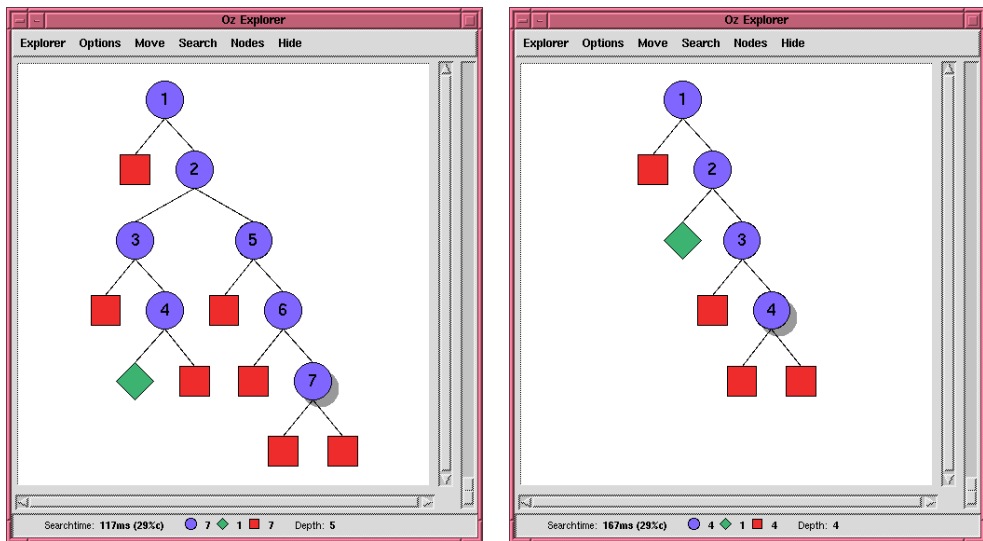 Oz Explorer
Explorer Options Move Search Nodes Hide
1
2
3 5
4 6
7
Searchtime: 117ms (29%c) 7 1 7 Depth: 5
Oz Explorer
Explorer Options Move Search Nodes Hide
1
2
3
4
Searchtime: 167ms (29%c) 4 1 4 Depth: 4